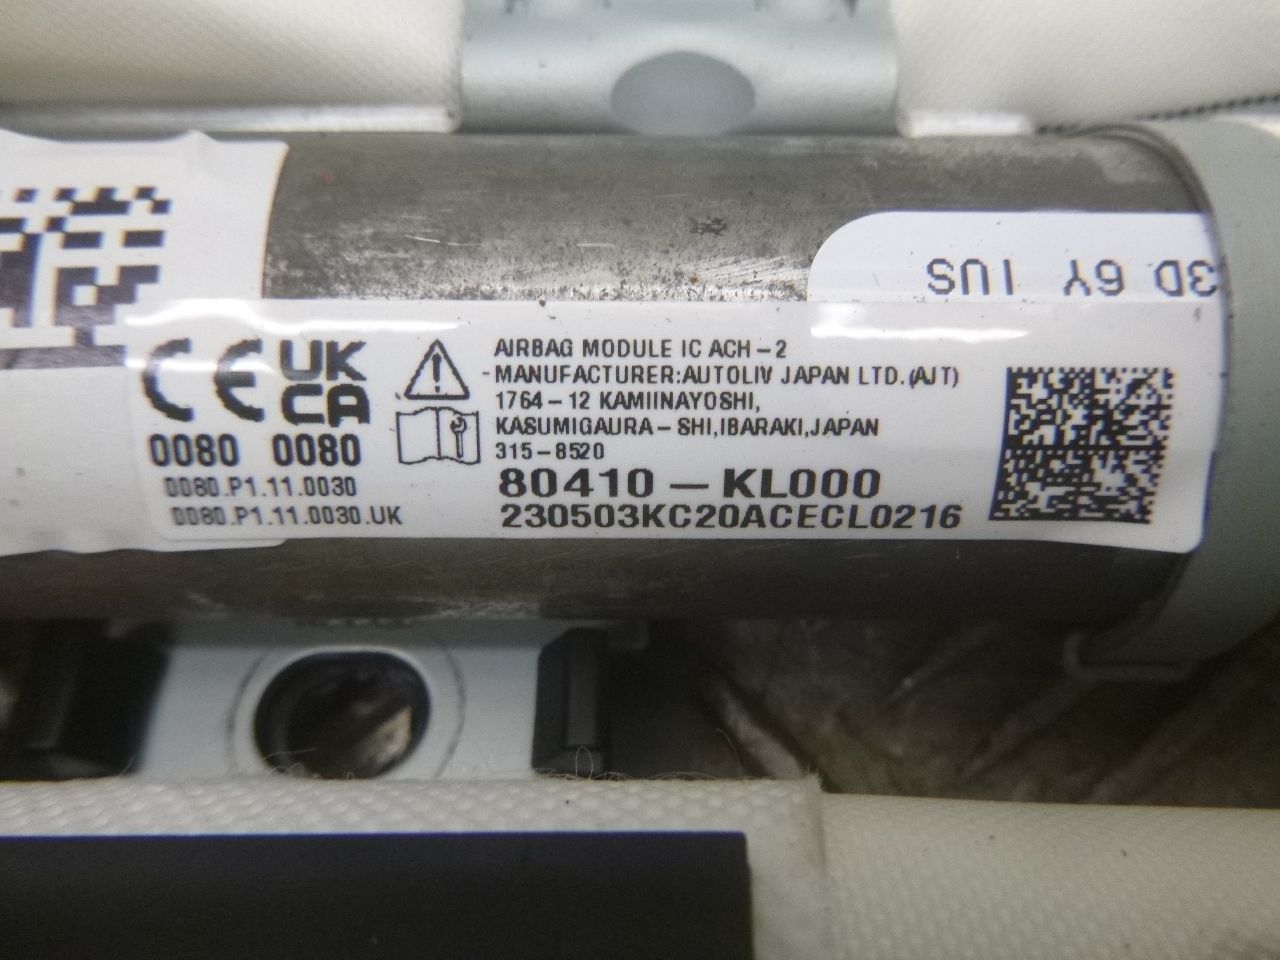 3D 6Y IUS
CE UK
CA
0080 0080
0080.P1.11.0030
0080.P1.11.0030.UK
AIRBAG MODULE IC ACH-2
MANUFACTURER:AUTOLIV JAPAN LTD.(AJT)
1764-12 KAMIINAYOSHI,
KASUMIGAURA-SHI,IBARAKI,JAPAN
315-8520
80410-KL000
230503KC20ACECL0216